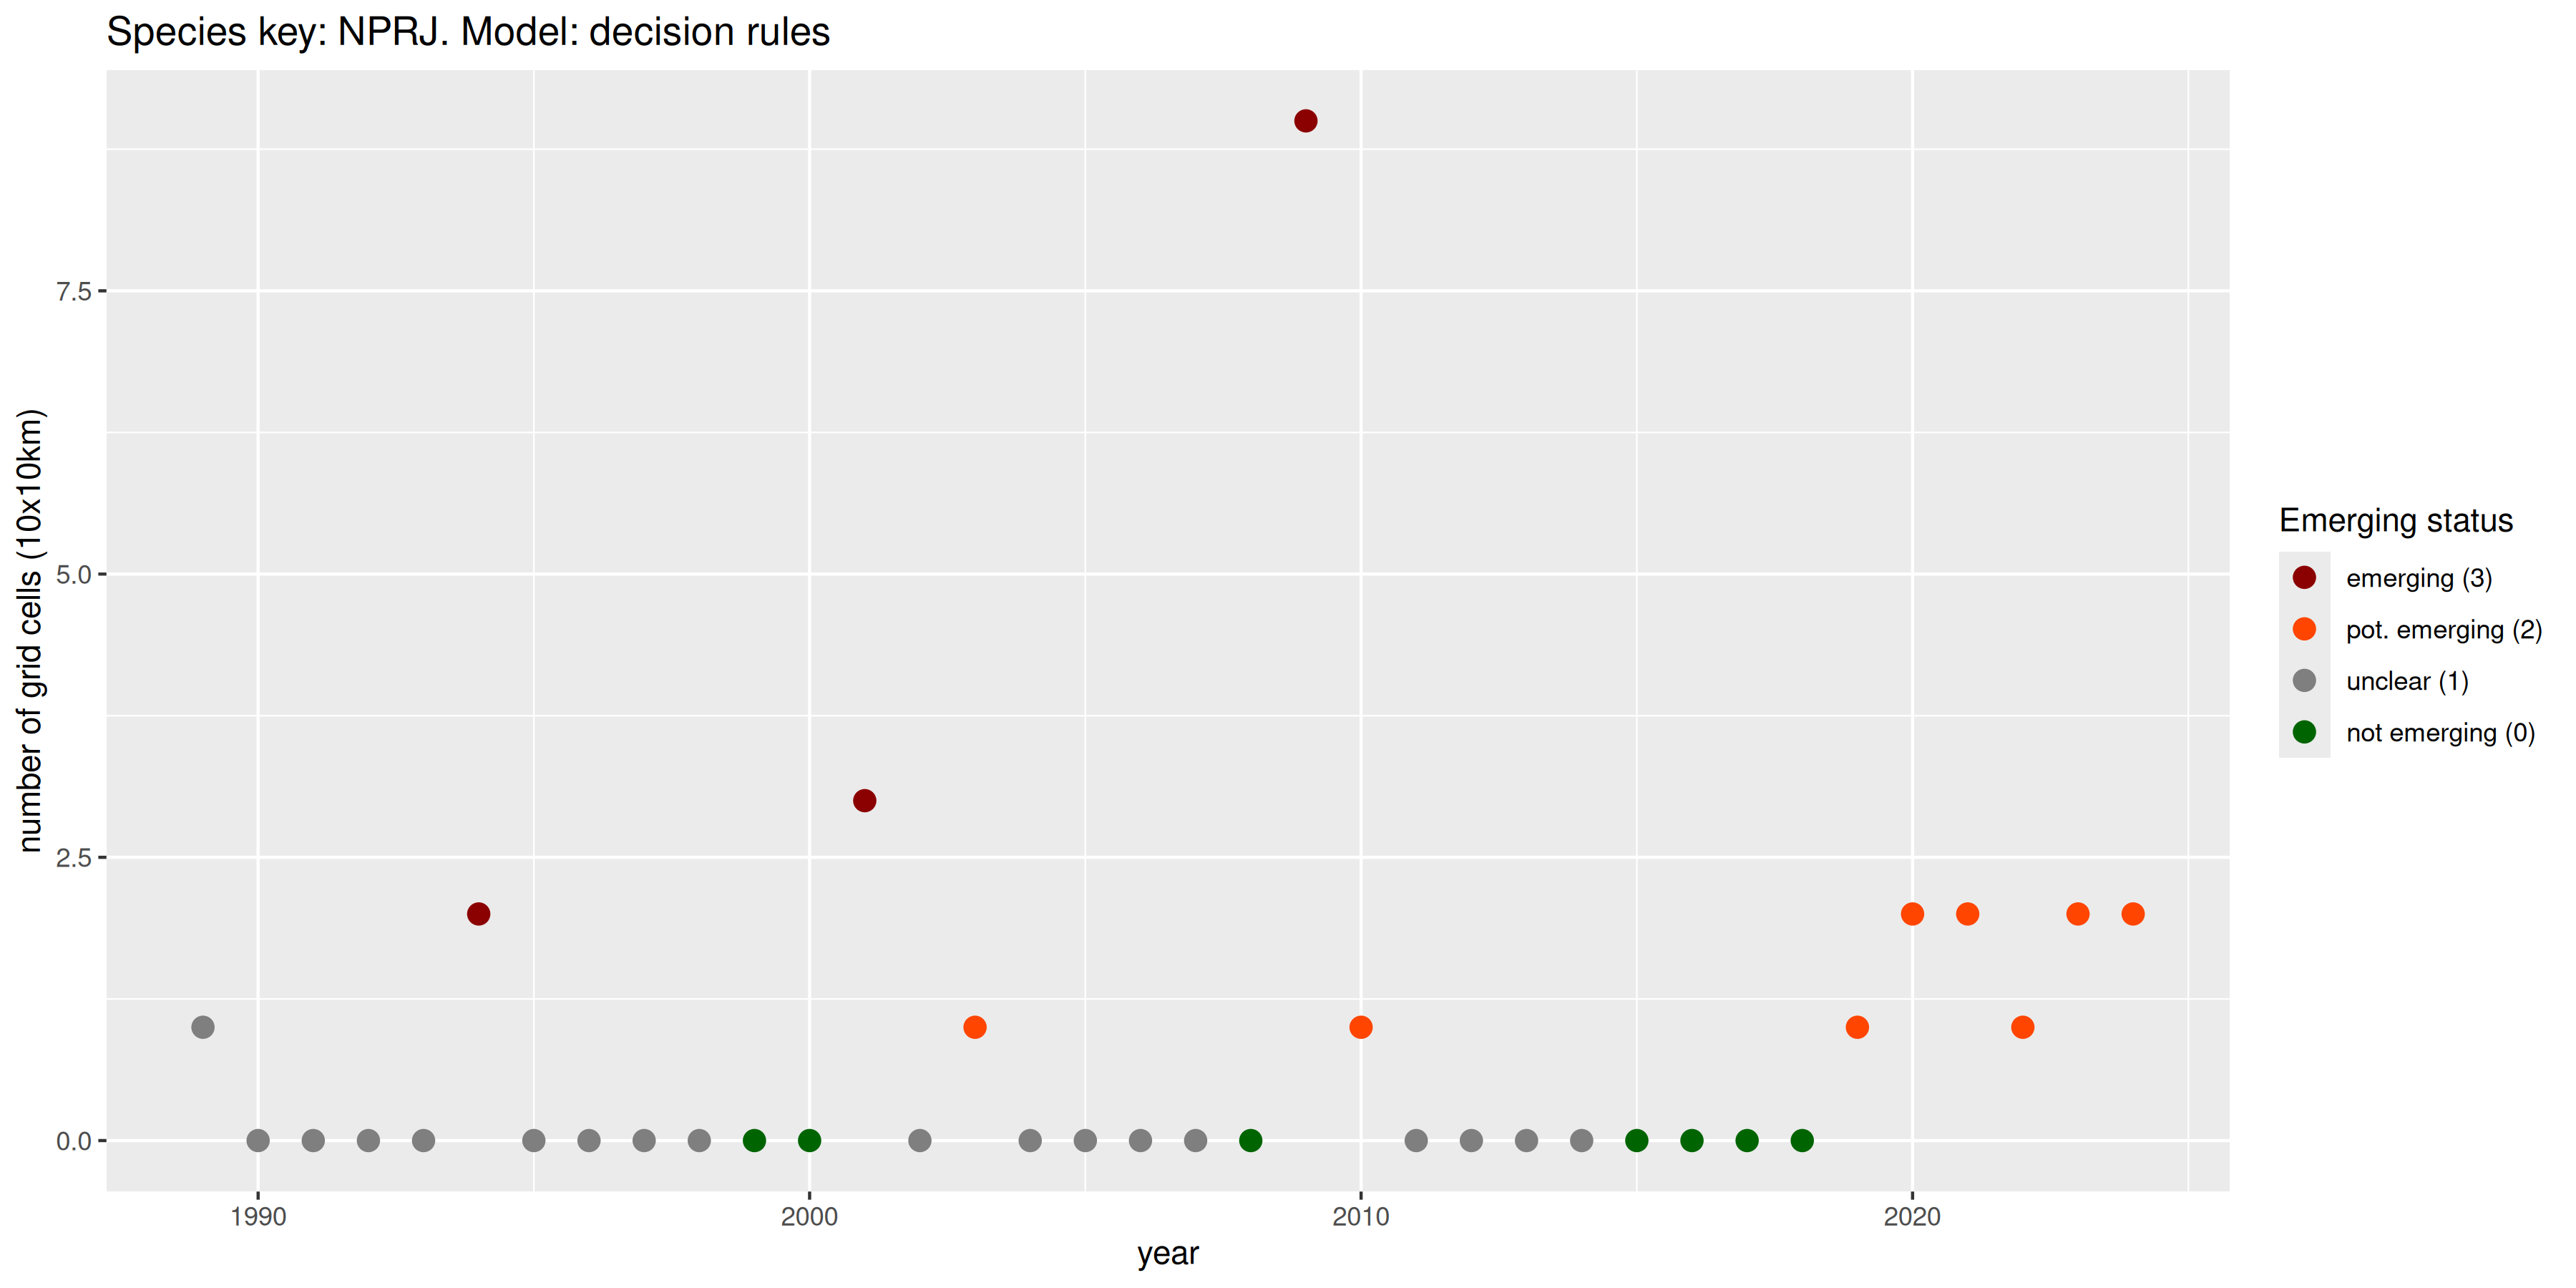 Species key: NPRJ. Model: decision rules
number of grid cells (10x10km)
7.5
5.0
2.5
0.0
1990
2000
2010
2020
year
Emerging status
emerging (3)
pot. emerging (2)
unclear (1)
not emerging (0)